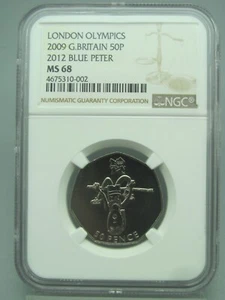 LONDON OLYMPICS
2009 G.BRITAIN 50P
2012 BLUE PETER
MS 68
4675310-002
NUMISMATIC GUARANTY CORPORATION
NGC
50 PENCE